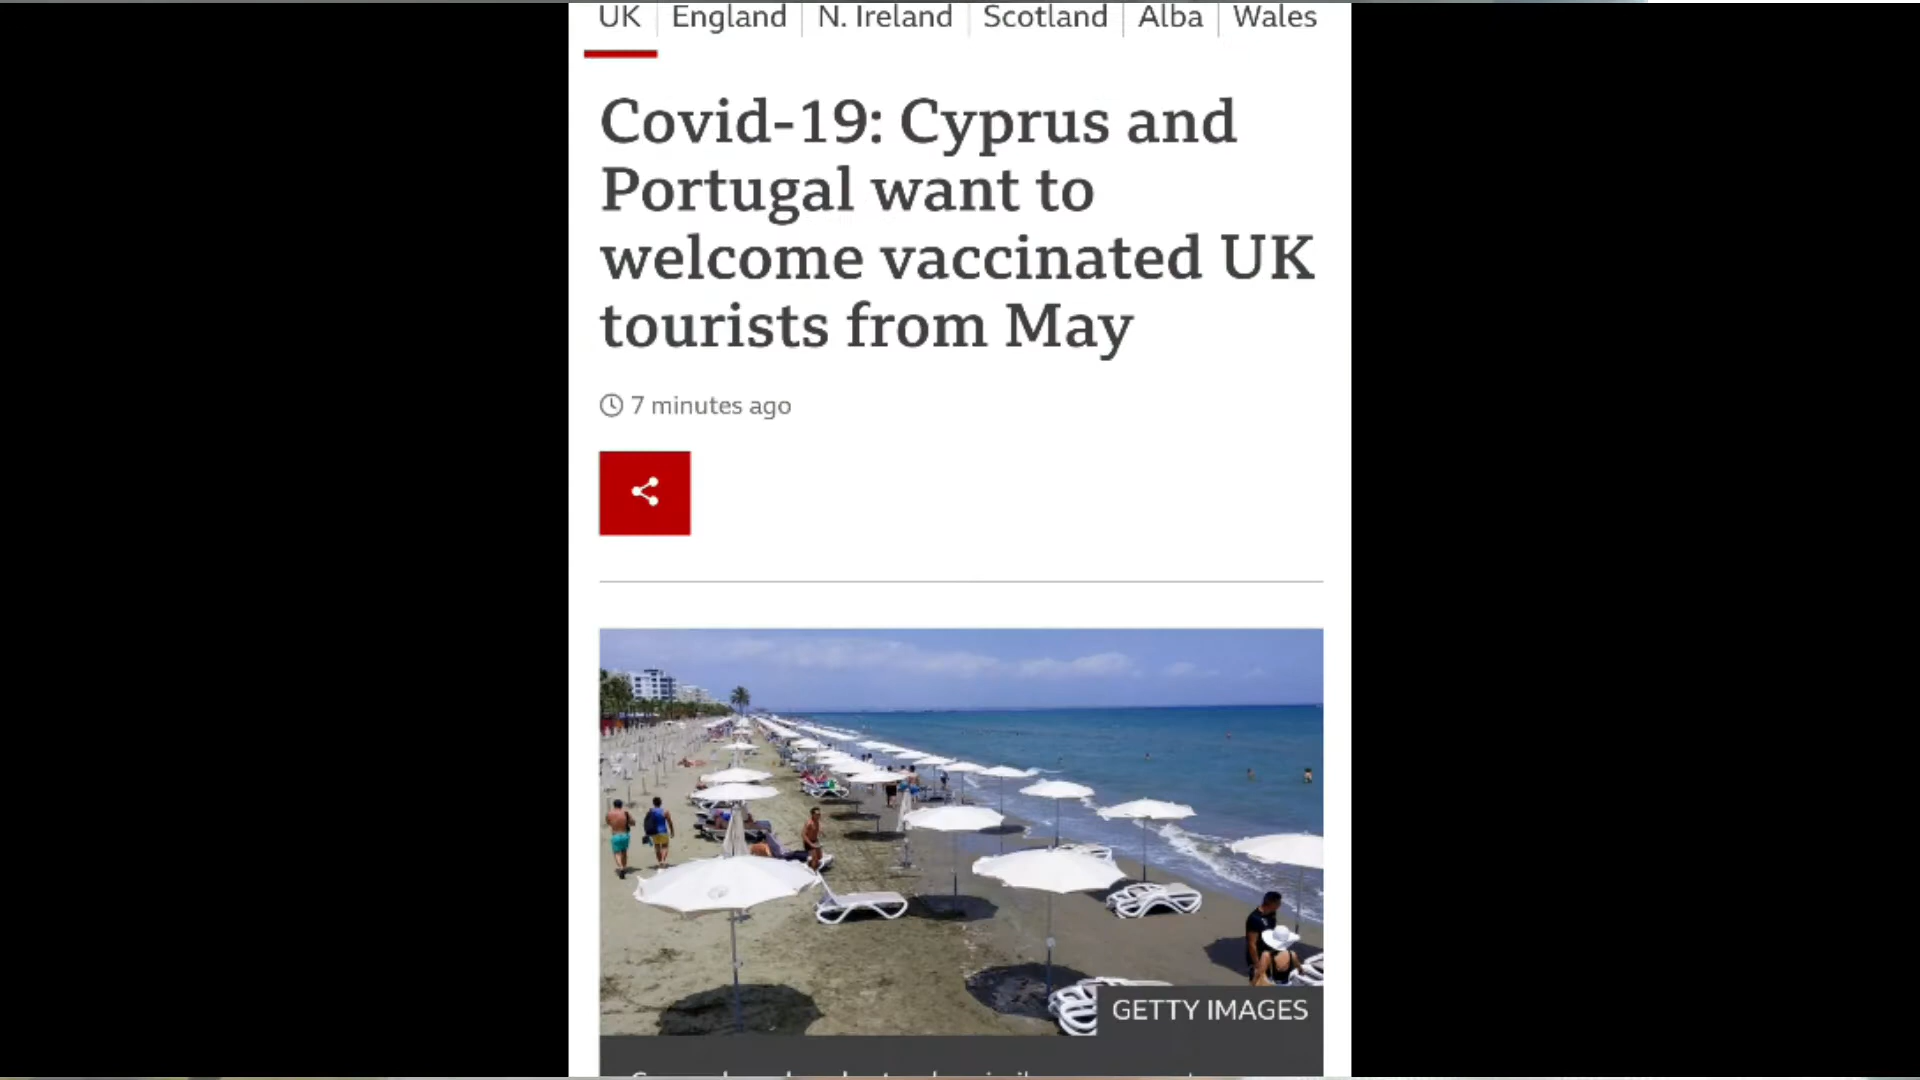 UK England N. Ireland Scotland Alba Wales
Covid-19: Cyprus and
Portugal want to
welcome vaccinated UK
tourists from May
7 minutes ago
GETTY IMAGES